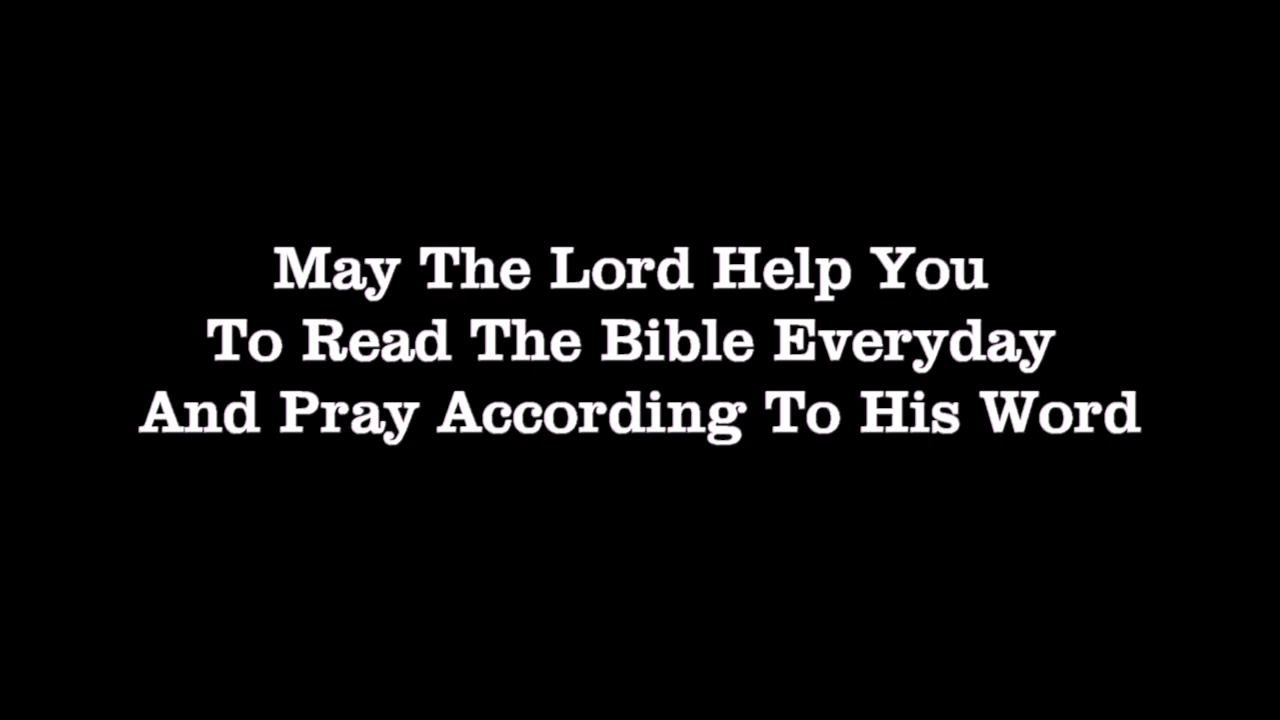 May The Lord Help You
To Read The Bible Everyday
And Pray According To His Word